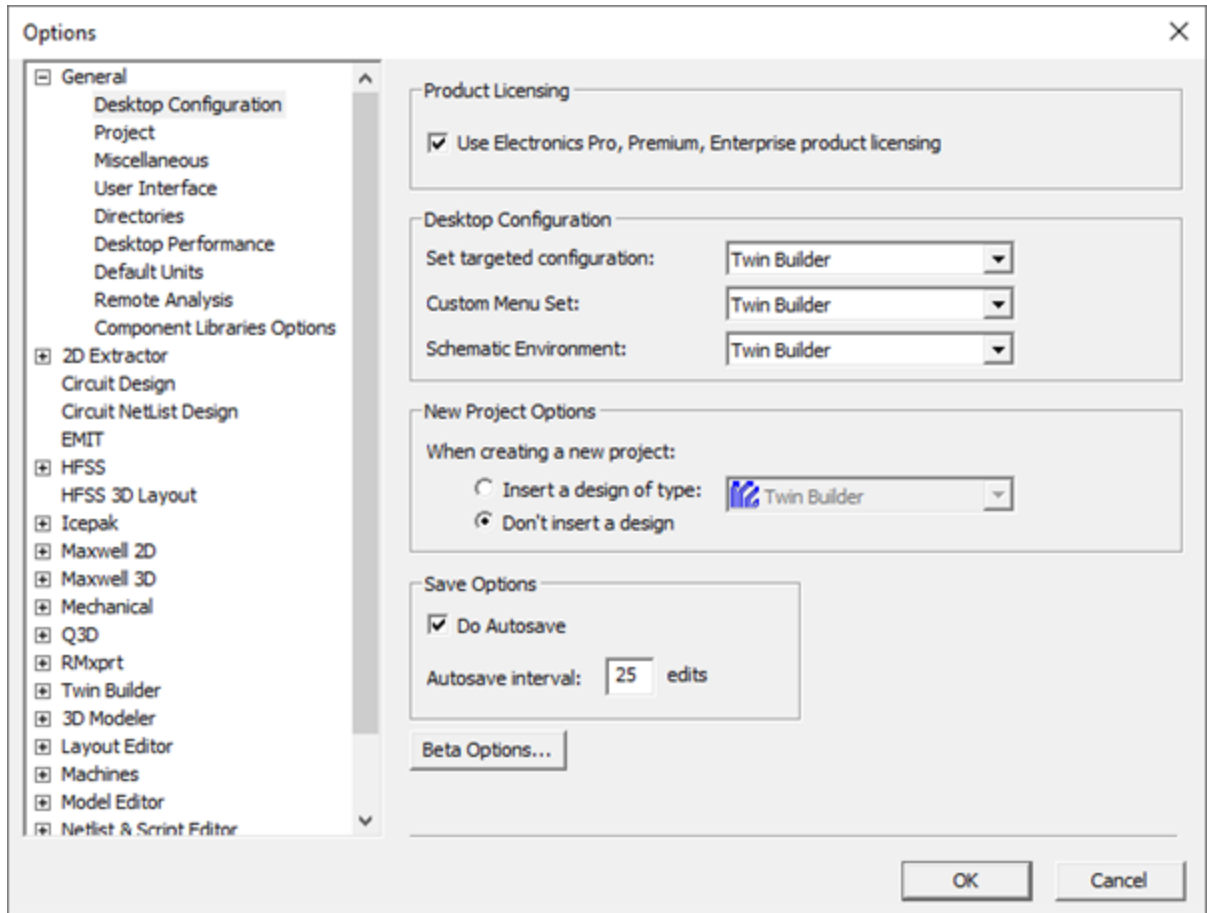 Options
General
Desktop Configuration
Project
Miscellaneous
User Interface
Directories
Desktop Performance
Default Units
Remote Analysis
Component Libraries Options
2D Extractor
Circuit Design
Circuit NetList Design
EMIT
HFSS
HFSS 3D Layout
Icepak
Maxwell 2D
Maxwell 3D
Mechanical
Q3D
RMxprt
Twin Builder
3D Modeler
Layout Editor
Machines
Model Editor
Netlist & Script Editor
Product Licensing
Use Electronics Pro, Premium, Enterprise product licensing
Desktop Configuration
Set targeted configuration: Twin Builder
Custom Menu Set: Twin Builder
Schematic Environment: Twin Builder
New Project Options
When creating a new project:
Insert a design of type: Twin Builder
Don't insert a design
Save Options
Do Autosave
Autosave interval: 25 edits
Beta Options...
OK Cancel